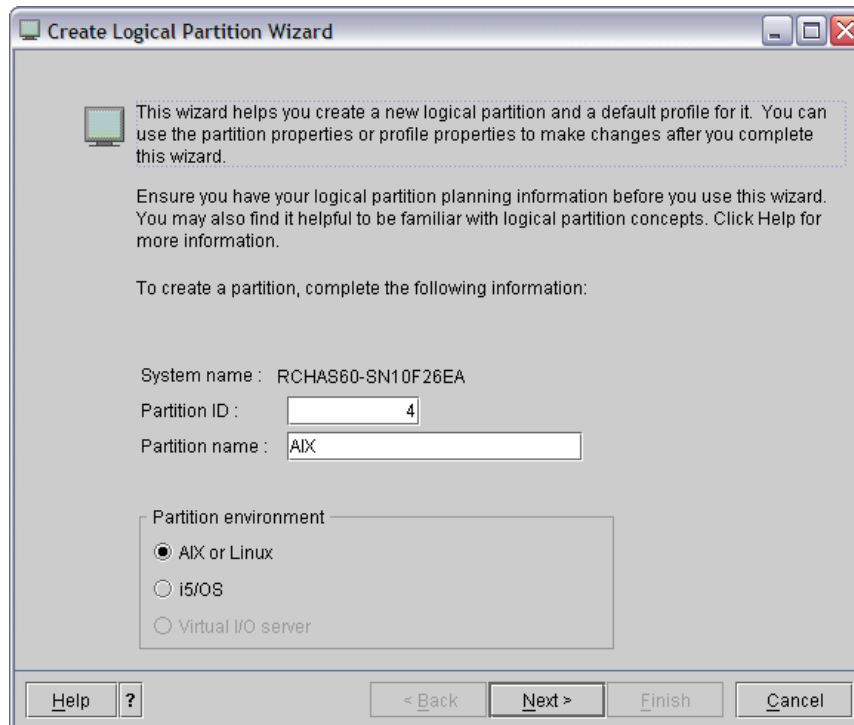 Create Logical Partition Wizard
This wizard helps you create a new logical partition and a default profile for it. You can
use the partition properties or profile properties to make changes after you complete
this wizard.
Ensure you have your logical partition planning information before you use this wizard.
You may also find it helpful to be familiar with logical partition concepts. Click Help for
more information.
To create a partition, complete the following information:
System name : RCHAS60-SN10F26EA
Partition ID : 4
Partition name : AIX
Partition environment
AIX or Linux
i5/OS
Virtual I/O server
Help ? < Back Next > Finish Cancel